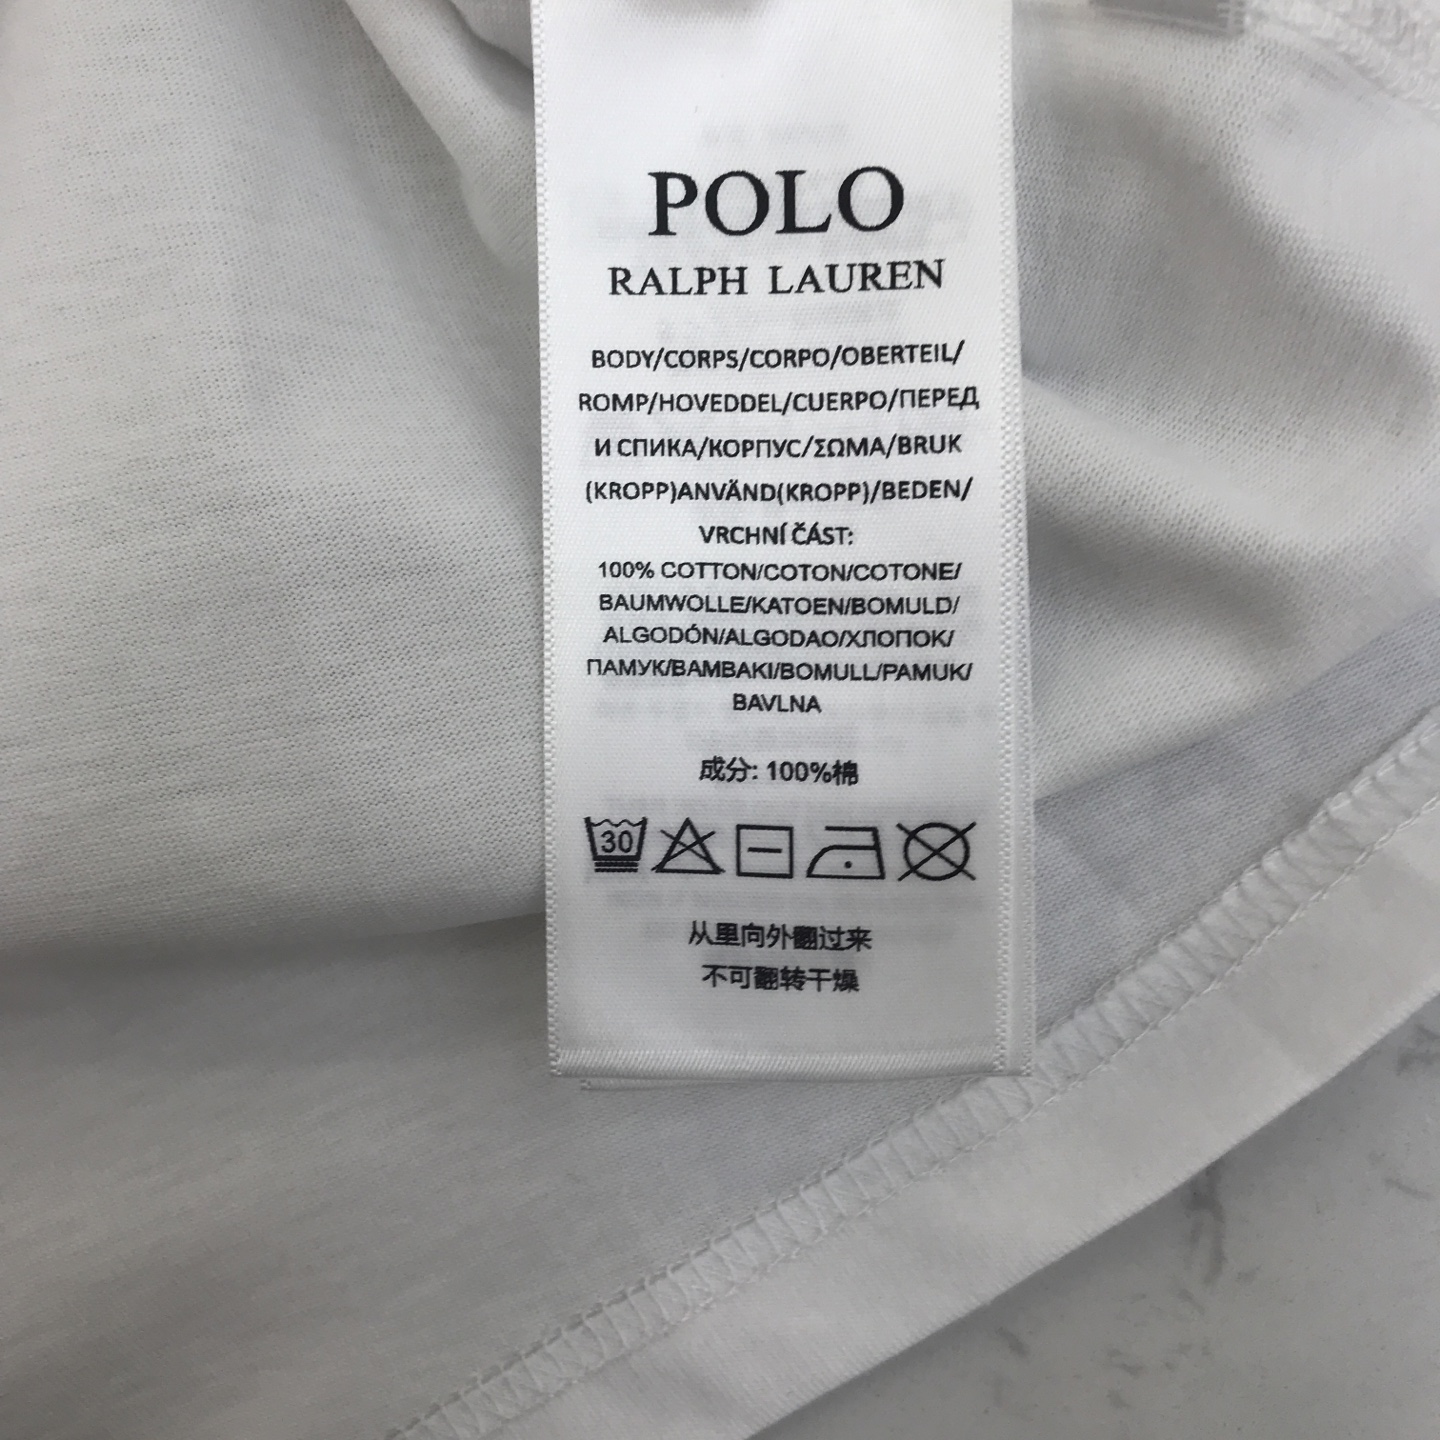 POLO
RALPH LAUREN
BODY/CORPS/CORPO/OBERTEIL/
ROMP/HOVEDDEL/CUERPO/ПЕРЕД
И СПИКА/КОРПУС/ΣΩΜΑ/BRUK
(KROPP)ANVÄND(KROPP)/BEDEN/
VRCHNÍ ČÁST:
100% COTTON/COTON/COTONE/
BAUMWOLLE/KATOEN/BOMULD/
ALGODÓN/ALGODAO/ХЛОПОК/
ПАМУК/BAMBAKI/BOMULL/PAMUK/
BAVLNA
成分: 100%棉
30
从里向外翻过来
不可翻转干燥